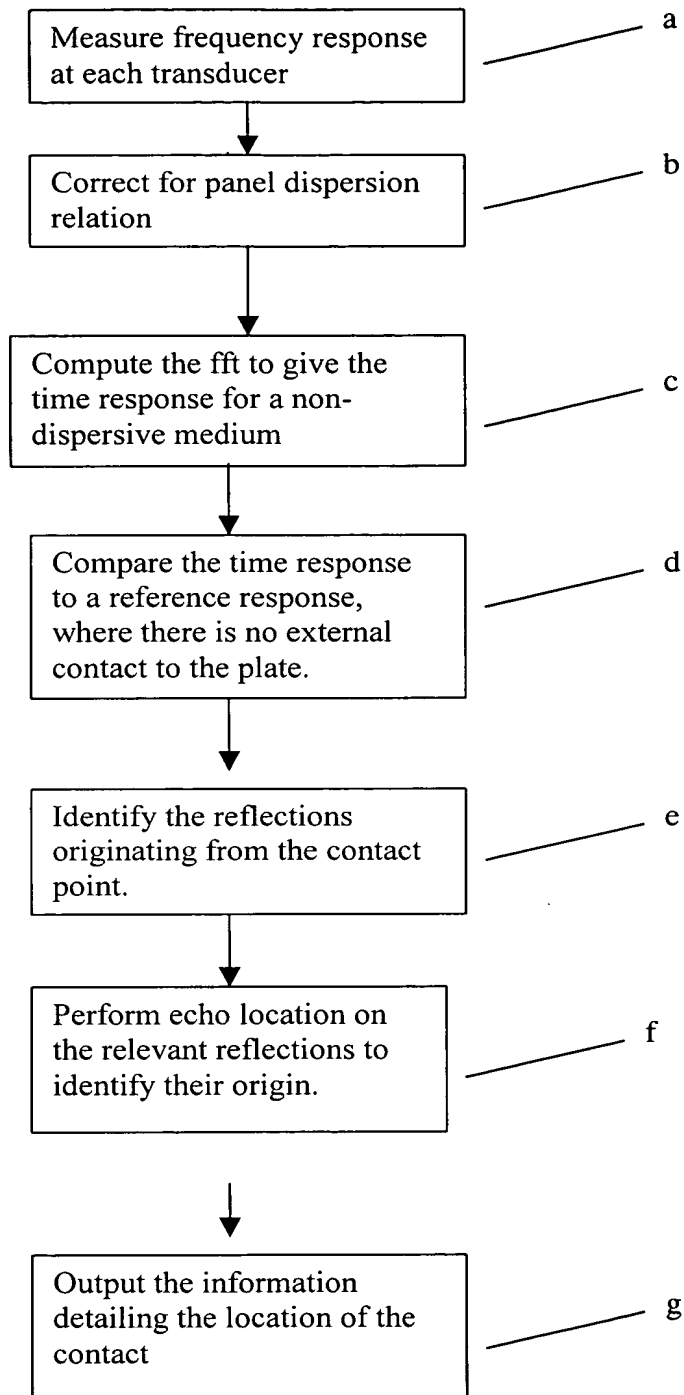 Measure frequency response
at each transducer
a
Correct for panel dispersion
relation
b
Compute the fft to give the
time response for a non-
dispersive medium
c
Compare the time response
to a reference response,
where there is no external
contact to the plate.
d
Identify the reflections
originating from the contact
point.
e
Perform echo location on
the relevant reflections to
identify their origin.
f
Output the information
detailing the location of the
contact
g